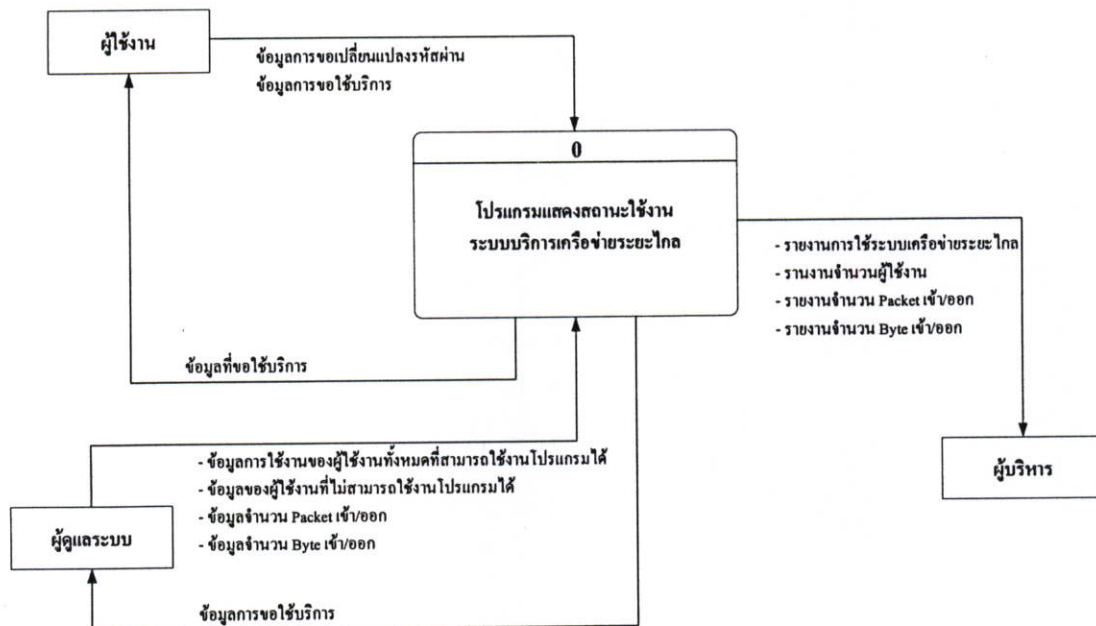 ผู้ใช้งาน
ข้อมูลการขอเปลี่ยนแปลงรหัสผ่าน
ข้อมูลการขอใช้บริการ
0
โปรแกรมแสดงสถานะใช้งาน
ระบบบริการเครือข่ายระยะไกล
- รายงานการใช้ระบบเครือข่ายระยะไกล
- รานงานจำนวนผู้ใช้งาน
- รายงานจำนวน Packet เข้า/ออก
- รายงานจำนวน Byte เข้า/ออก
ข้อมูลที่ขอใช้บริการ
- ข้อมูลการใช้งานของผู้ใช้งานทั้งหมดที่สามารถใช้งานโปรแกรมได้
- ข้อมูลของผู้ใช้งานที่ไม่สามารถใช้งานโปรแกรมได้
- ข้อมูลจำนวน Packet เข้า/ออก
- ข้อมูลจำนวน Byte เข้า/ออก
ผู้บริหาร
ผู้ดูแลระบบ
ข้อมูลการขอใช้บริการ